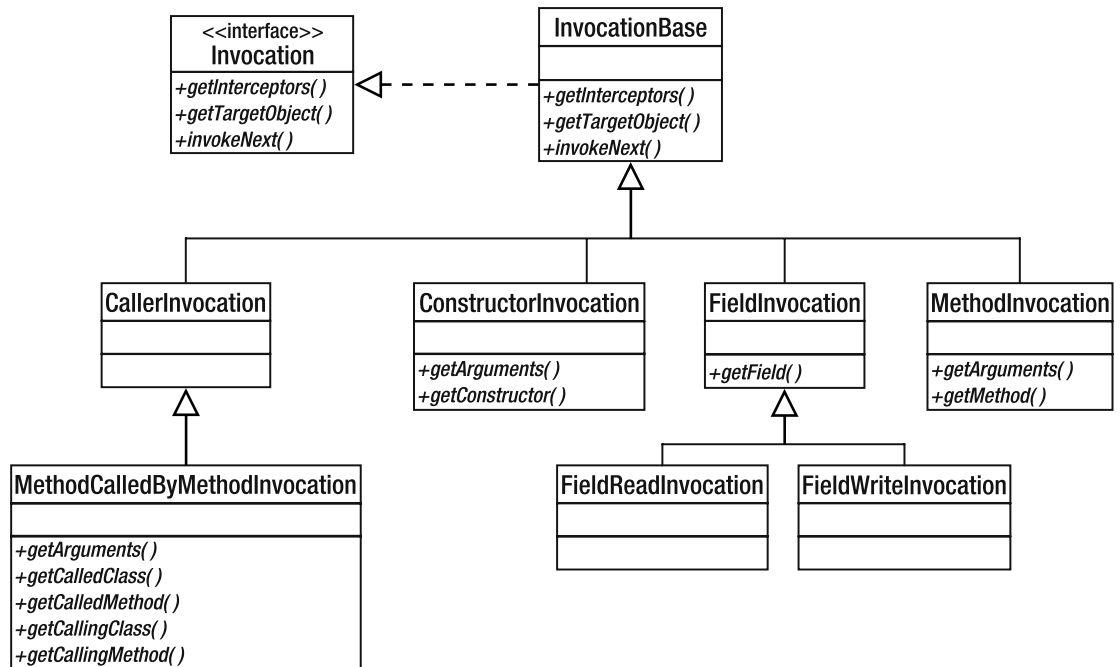 <<interface>>
Invocation
+getInterceptors()
+getTargetObject()
+invokeNext()
InvocationBase
+getInterceptors()
+getTargetObject()
+invokeNext()
CallerInvocation
ConstructorInvocation
+getArguments()
+getConstructor()
FieldInvocation
+getField()
MethodInvocation
+getArguments()
+getMethod()
MethodCalledByMethodInvocation
+getArguments()
+getCalledClass()
+getCalledMethod()
+getCallingClass()
+getCallingMethod()
FieldReadInvocation
FieldWriteInvocation